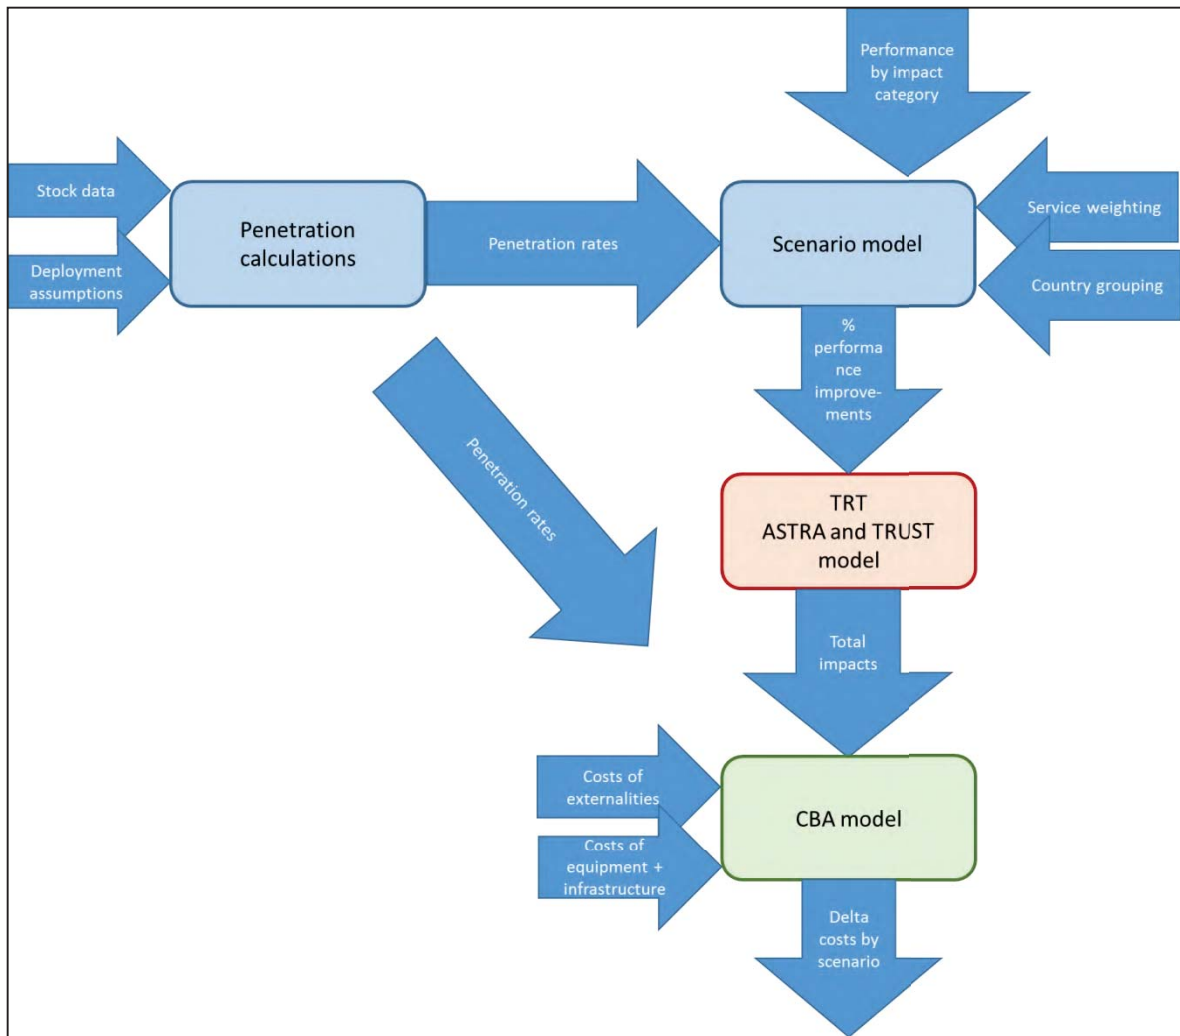 Performance
by impact
category
Stock data
Deployment
assumptions
Penetration
calculations
Penetration rates
Scenario model
Service weighting
Country grouping
%
performa
nce
improve-
ments
Penetration rates
TRT
ASTRA and TRUST
model
Total
impacts
Costs of
externalities
Costs of
equipment +
infrastructure
CBA model
Delta
costs by
scenario